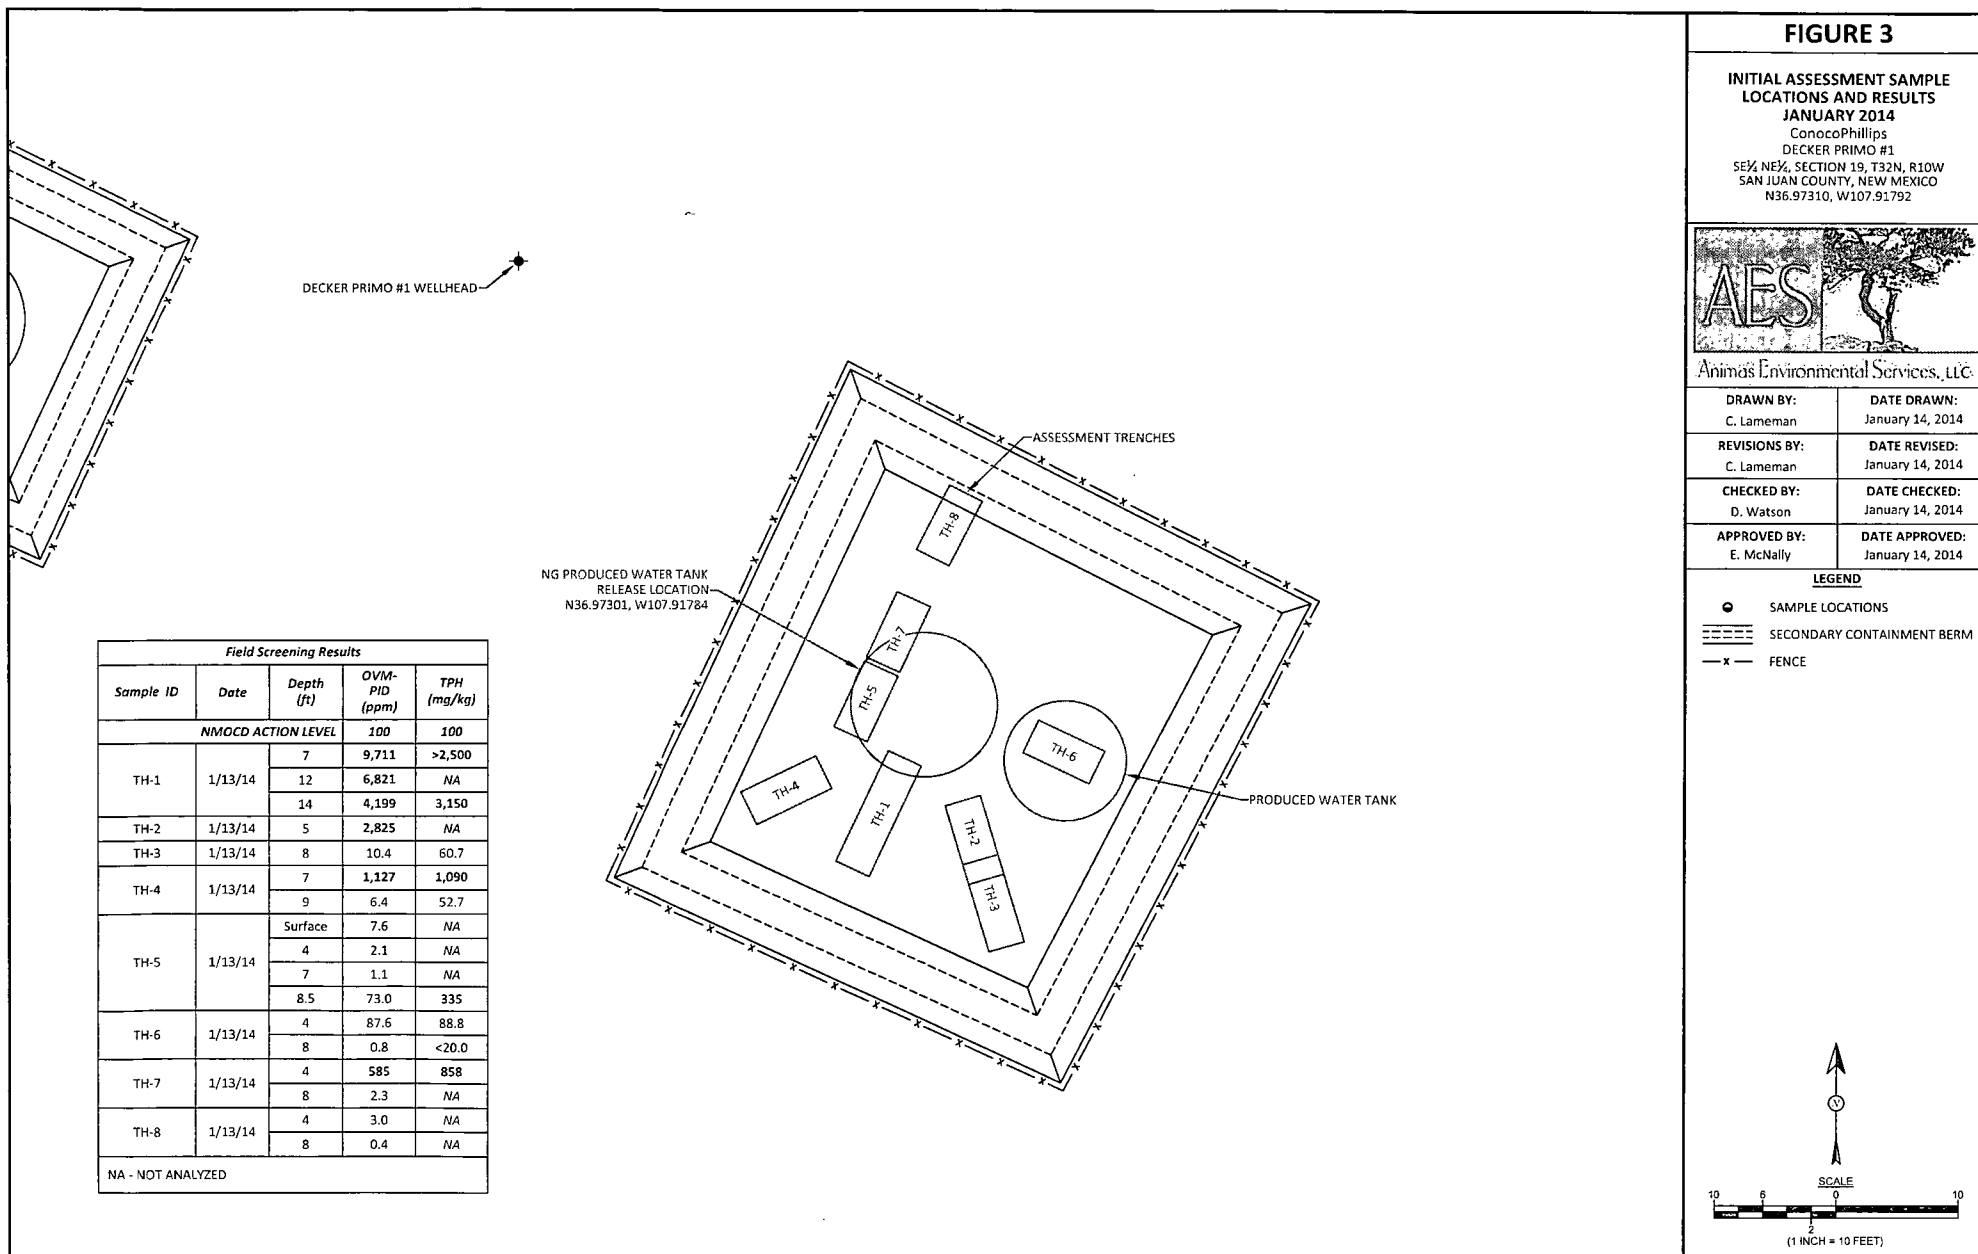 FIGURE 3
INITIAL ASSESSMENT SAMPLE
LOCATIONS AND RESULTS
JANUARY 2014
ConocoPhillips
DECKER PRIMO #1
SE¼ NE¼, SECTION 19, T32N, R10W
SAN JUAN COUNTY, NEW MEXICO
N36.97310, W107.91792
AES
Animas Environmental Services, LLC
DRAWN BY: DATE DRAWN:
C. Lameman January 14, 2014
REVISIONS BY: DATE REVISED:
C. Lameman January 14, 2014
CHECKED BY: DATE CHECKED:
D. Watson January 14, 2014
APPROVED BY: DATE APPROVED:
E. McNally January 14, 2014
LEGEND
SAMPLE LOCATIONS
SECONDARY CONTAINMENT BERM
x FENCE
N
SCALE
10 6 0 10
2
(1 INCH = 10 FEET)
DECKER PRIMO #1 WELLHEAD
ASSESSMENT TRENCHES
NG PRODUCED WATER TANK
RELEASE LOCATION
N36.97301, W107.91784
PRODUCED WATER TANK
TH-8
TH-7
TH-5
TH-6
TH-4
TH-1
TH-2
TH-3
Field Screening Results
Sample ID Date Depth (ft) OVM-PID (ppm) TPH (mg/kg)
NMOCD ACTION LEVEL 100 100
TH-1 1/13/14 7 9,711 >2,500
12 6,821 NA
14 4,199 3,150
TH-2 1/13/14 5 2,825 NA
TH-3 1/13/14 8 10.4 60.7
TH-4 1/13/14 7 1,127 1,090
9 6.4 52.7
TH-5 1/13/14 Surface 7.6 NA
4 2.1 NA
7 1.1 NA
8.5 73.0 335
TH-6 1/13/14 4 87.6 88.8
8 0.8 <20.0
TH-7 1/13/14 4 585 858
8 2.3 NA
TH-8 1/13/14 4 3.0 NA
8 0.4 NA
NA - NOT ANALYZED